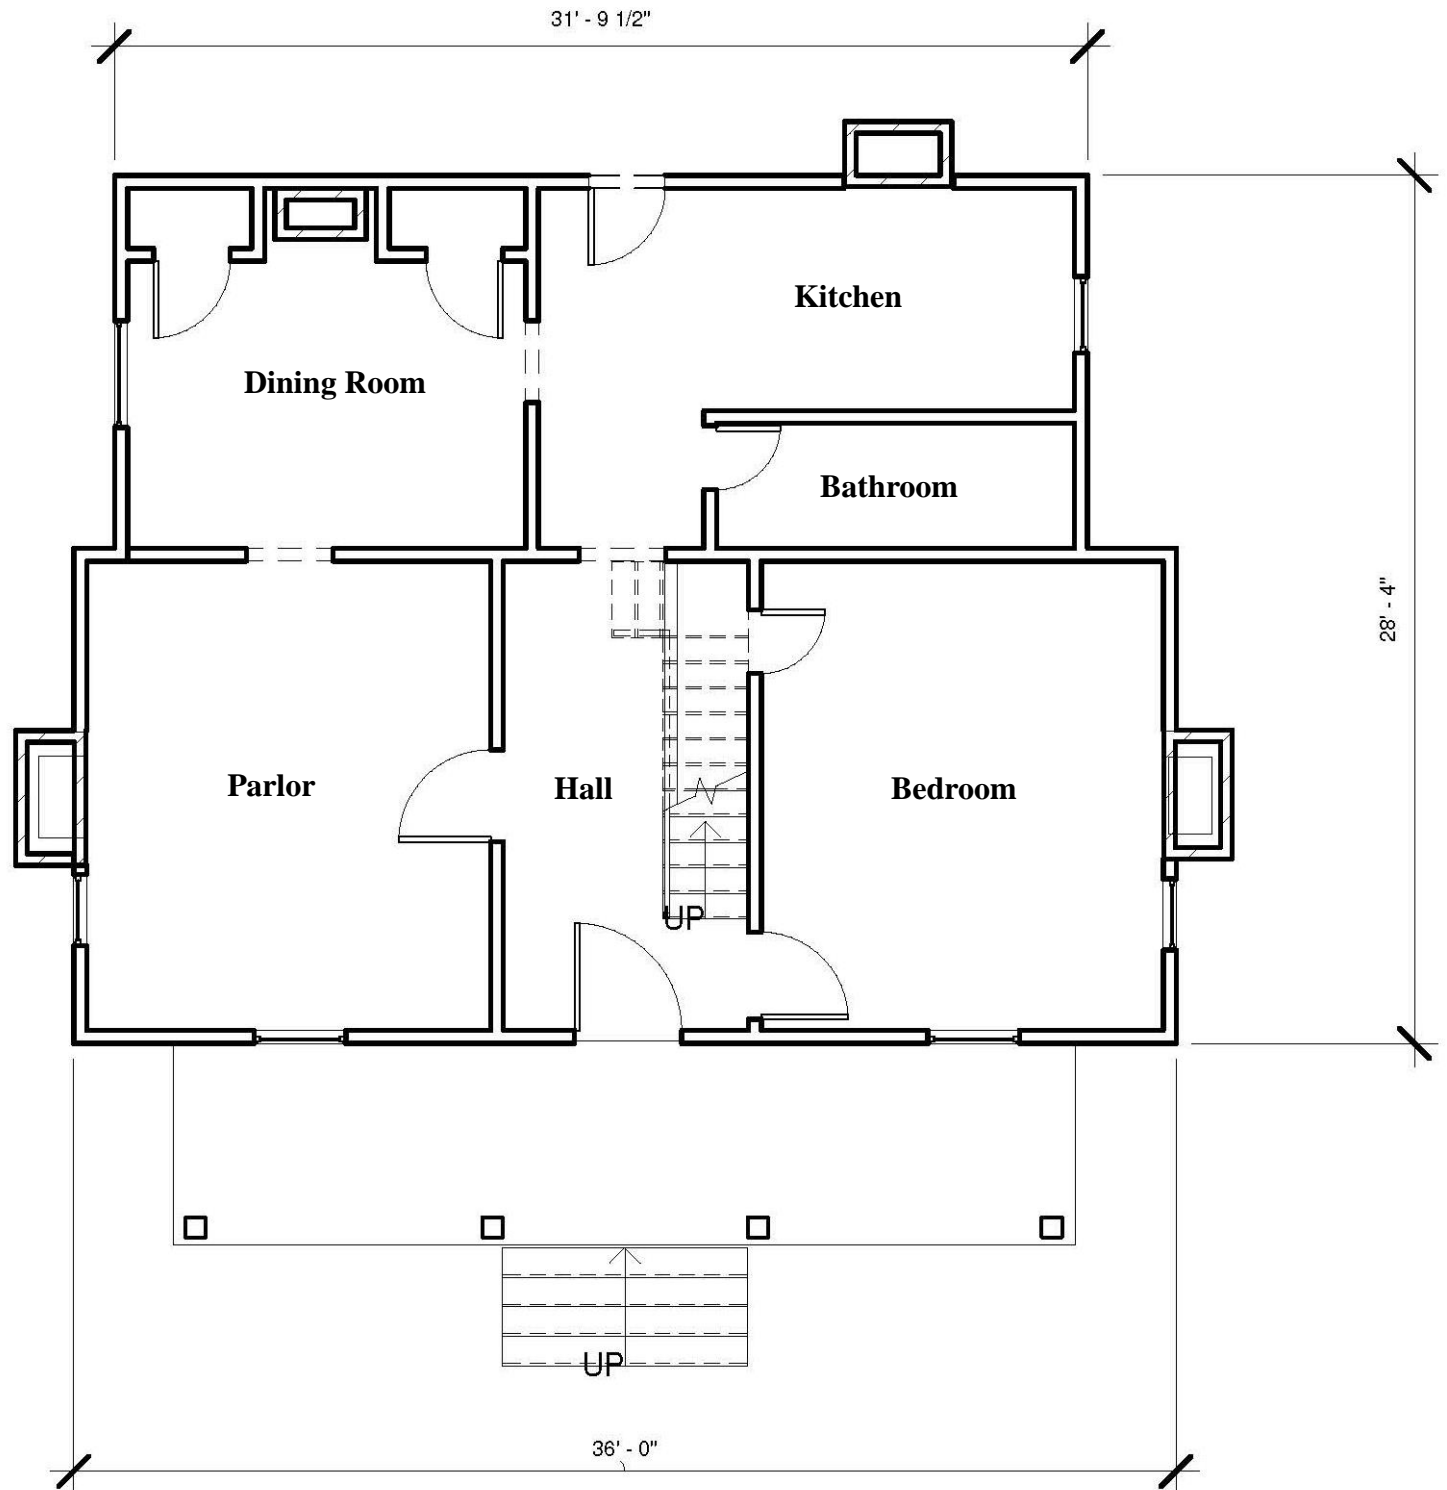 31' - 9 1/2"
Kitchen
Dining Room
Bathroom
28' - 4"
Parlor
Hall
Bedroom
UP
UP
36' - 0"